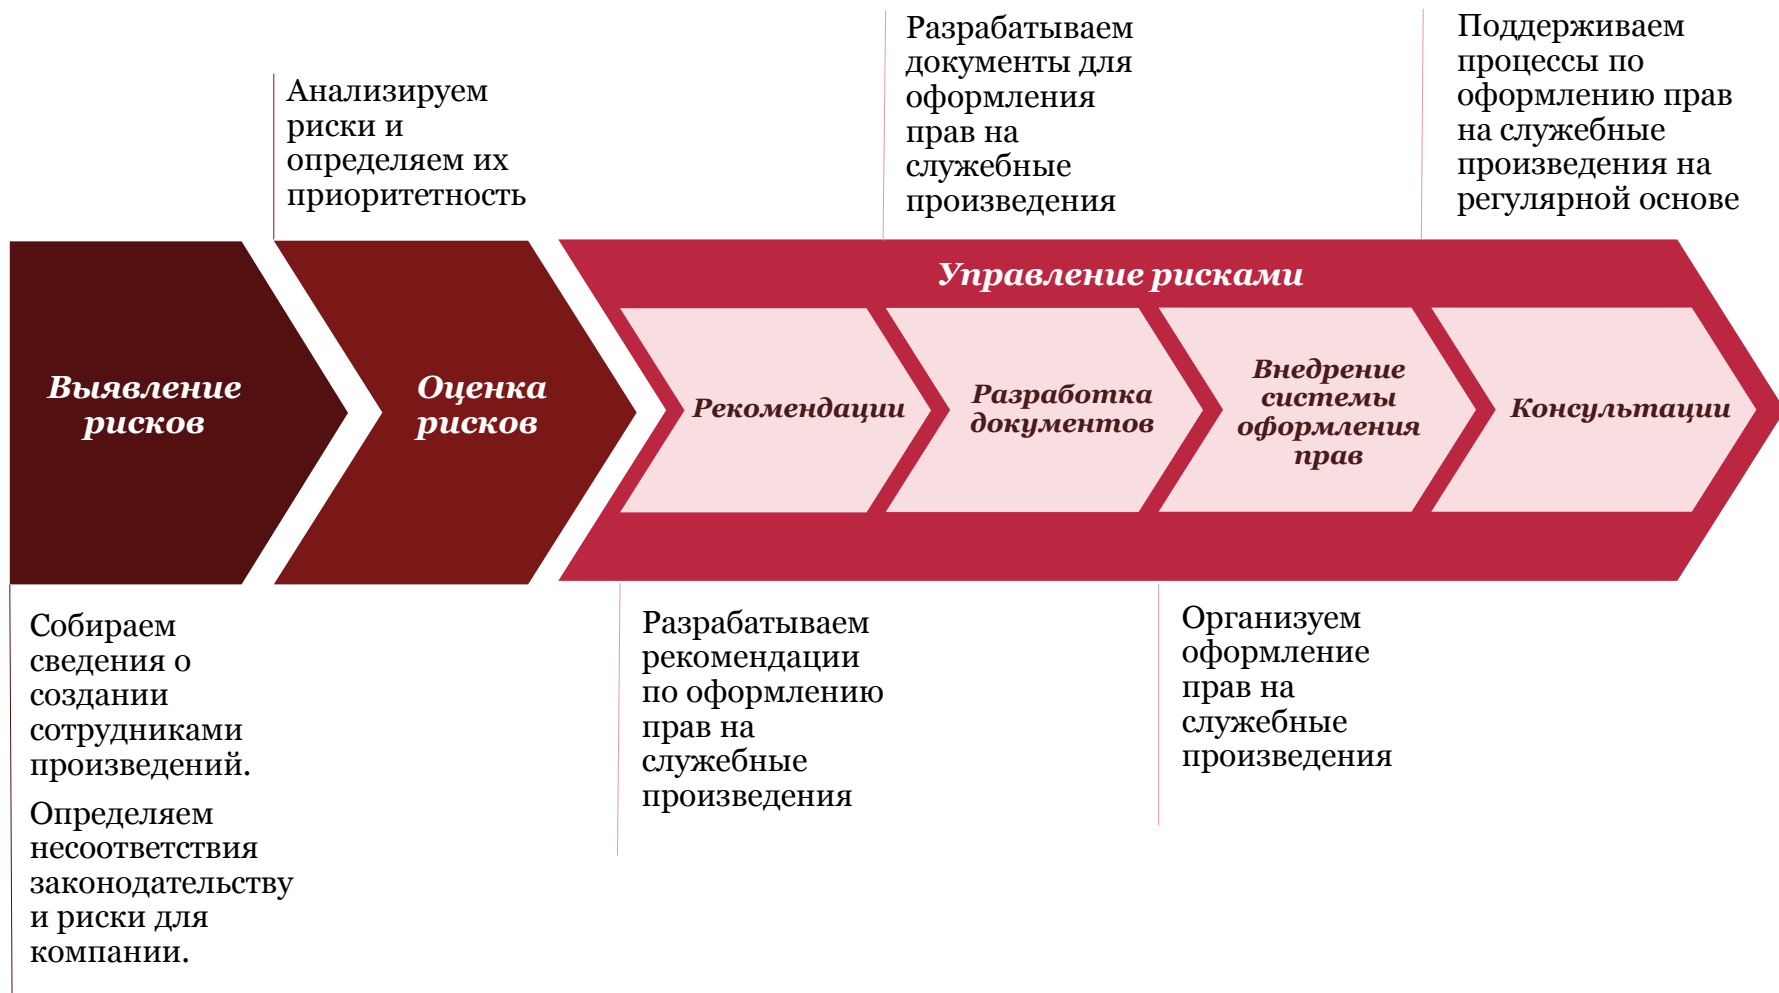 Анализируем
риски и
определяем их
приоритетность
Разрабатываем
документы для
оформления
прав на
служебные
произведения
Поддерживаем
процессы по
оформлению прав
на служебные
произведения на
регулярной основе
Выявление
рисков
Оценка
рисков
Управление рисками
Рекомендации
Разработка
документов
Внедрение
системы
оформления
прав
Консультации
Собираем
сведения о
создании
сотрудниками
произведений.
Определяем
несоответствия
законодательству
и риски для
компании.
Разрабатываем
рекомендации
по оформлению
прав на
служебные
произведения
Организуем
оформление
прав на
служебные
произведения